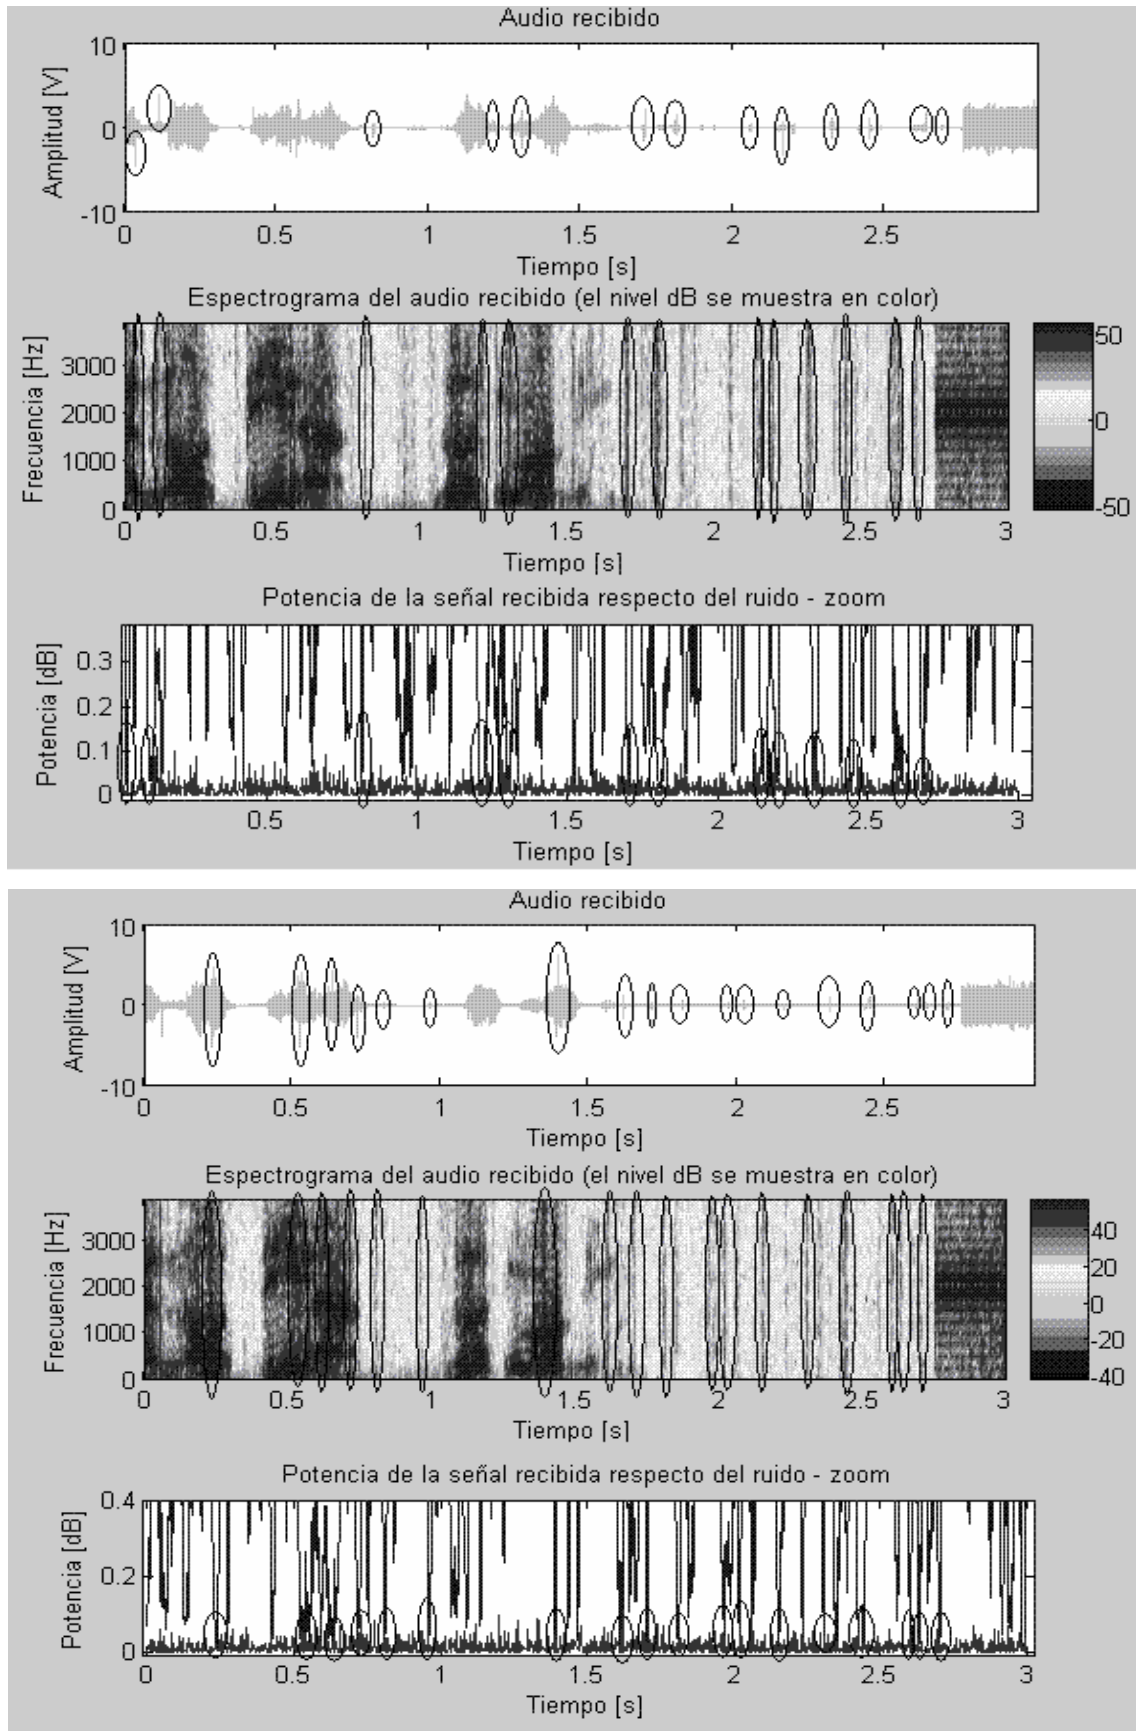 Audio recibido
10
0
-10
Amplitud [V]
0 0.5 1 1.5 2 2.5
Tiempo [s]
Espectrograma del audio recibido (el nivel dB se muestra en color)
3000
2000
1000
0
Frecuencia [Hz]
50
0
-50
0 0.5 1 1.5 2 2.5 3
Tiempo [s]
Potencia de la señal recibida respecto del ruido - zoom
0.3
0.2
0.1
0
Potencia [dB]
0.5 1 1.5 2 2.5 3
Tiempo [s]
Audio recibido
10
0
-10
Amplitud [V]
0 0.5 1 1.5 2 2.5
Tiempo [s]
Espectrograma del audio recibido (el nivel dB se muestra en color)
3000
2000
1000
0
Frecuencia [Hz]
40
20
0
-20
-40
0 0.5 1 1.5 2 2.5 3
Tiempo [s]
Potencia de la señal recibida respecto del ruido - zoom
0.4
0.2
0
Potencia [dB]
0 0.5 1 1.5 2 2.5 3
Tiempo [s]